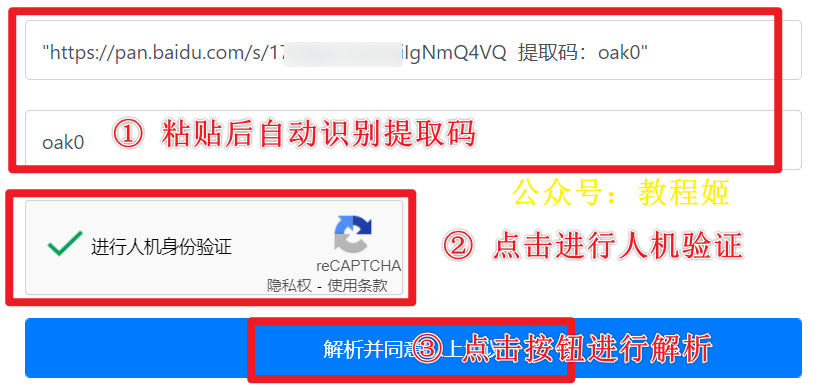 "https://pan.baidu.com/s/17 iIgNmQ4VQ 提取码：oak0"
oak0
① 粘贴后自动识别提取码
公众号：教程姬
进行人机身份验证
reCAPTCHA
隐私权 - 使用条款
② 点击进行人机验证
解析并同意 上
③ 点击按钮进行解析